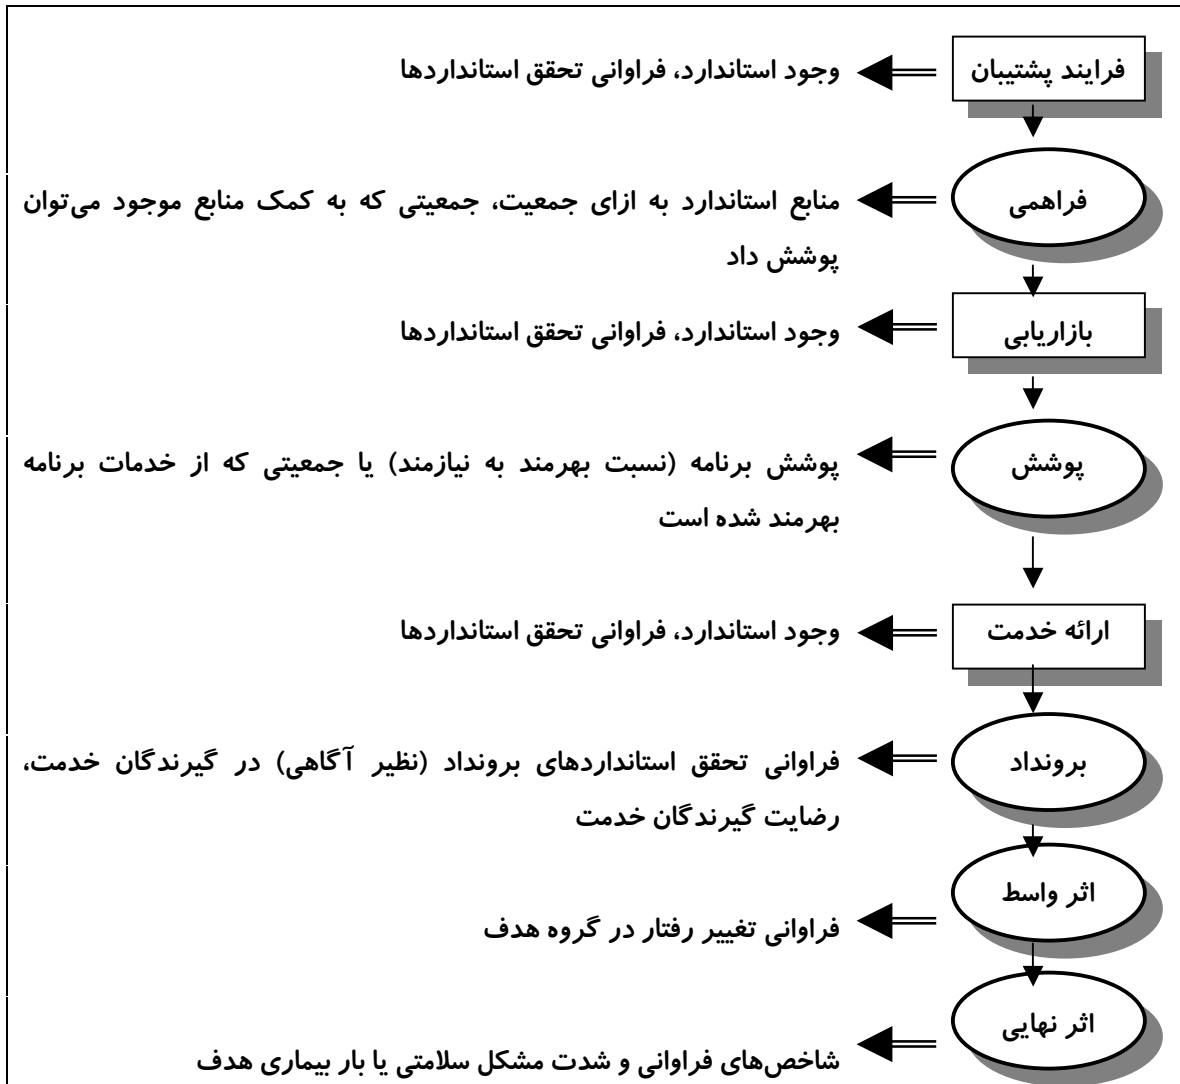 فرایند پشتیبان
وجود استاندارد، فراوانی تحقق استانداردها
فراهمی
منابع استاندارد به ازای جمعیت، جمعیتی که به کمک منابع موجود می‌توان
پوشش داد
بازاریابی
وجود استاندارد، فراوانی تحقق استانداردها
پوشش
پوشش برنامه (نسبت بهرمند به نیازمند) یا جمعیتی که از خدمات برنامه
بهرمند شده است
ارائه خدمت
وجود استاندارد، فراوانی تحقق استانداردها
برونداد
فراوانی تحقق استانداردهای برونداد (نظیر آگاهی) در گیرندگان خدمت،
رضایت گیرندگان خدمت
اثر واسط
فراوانی تغییر رفتار در گروه هدف
اثر نهایی
شاخص‌های فراوانی و شدت مشکل سلامتی یا بار بیماری هدف